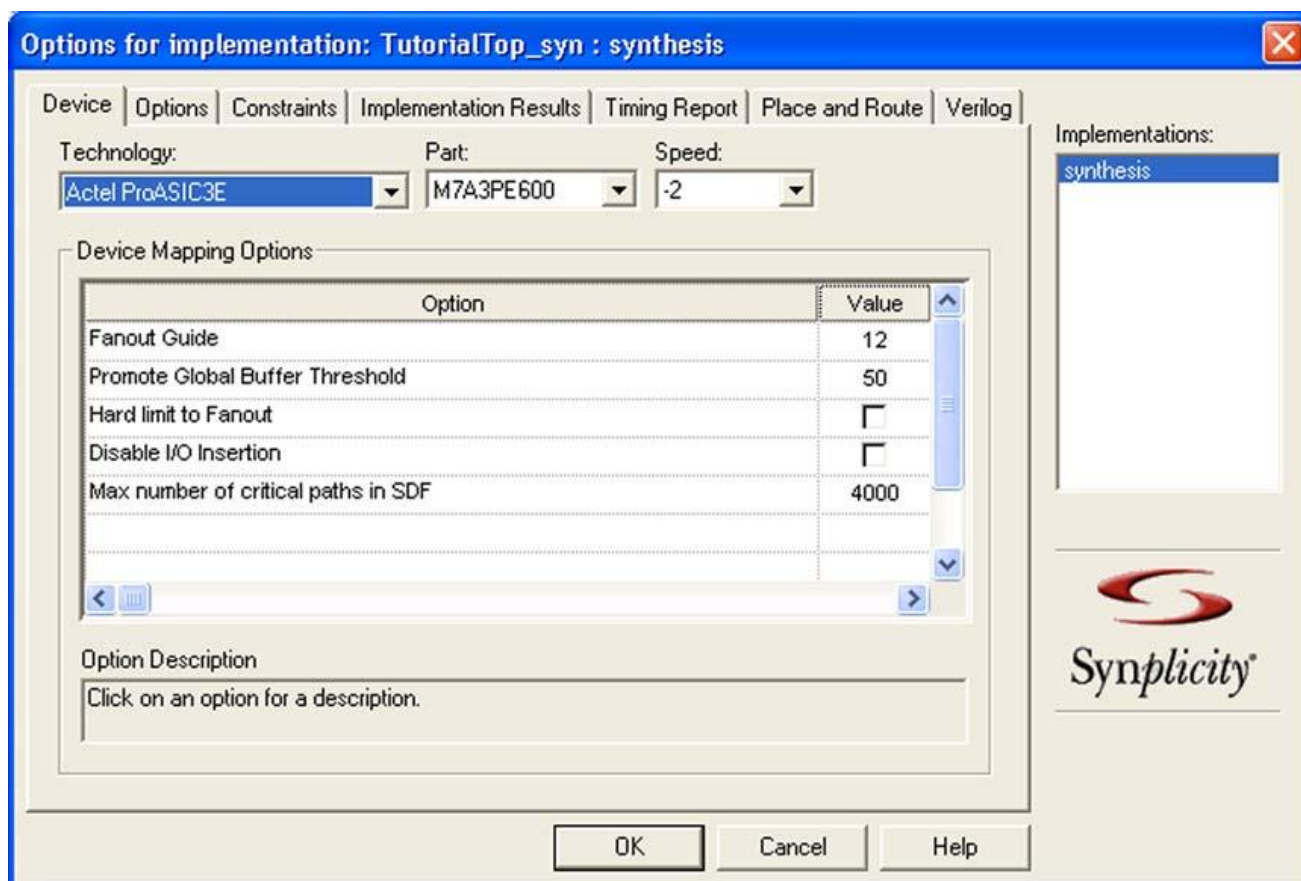 Options for implementation: TutorialTop_syn : synthesis
Device Options Constraints Implementation Results Timing Report Place and Route Verilog
Technology: Part: Speed:
Actel ProASIC3E M7A3PE600 -2
Device Mapping Options
Option Value
Fanout Guide 12
Promote Global Buffer Threshold 50
Hard limit to Fanout
Disable I/O Insertion
Max number of critical paths in SDF 4000
Option Description
Click on an option for a description.
OK Cancel Help
Implementations:
synthesis
Synplicity®